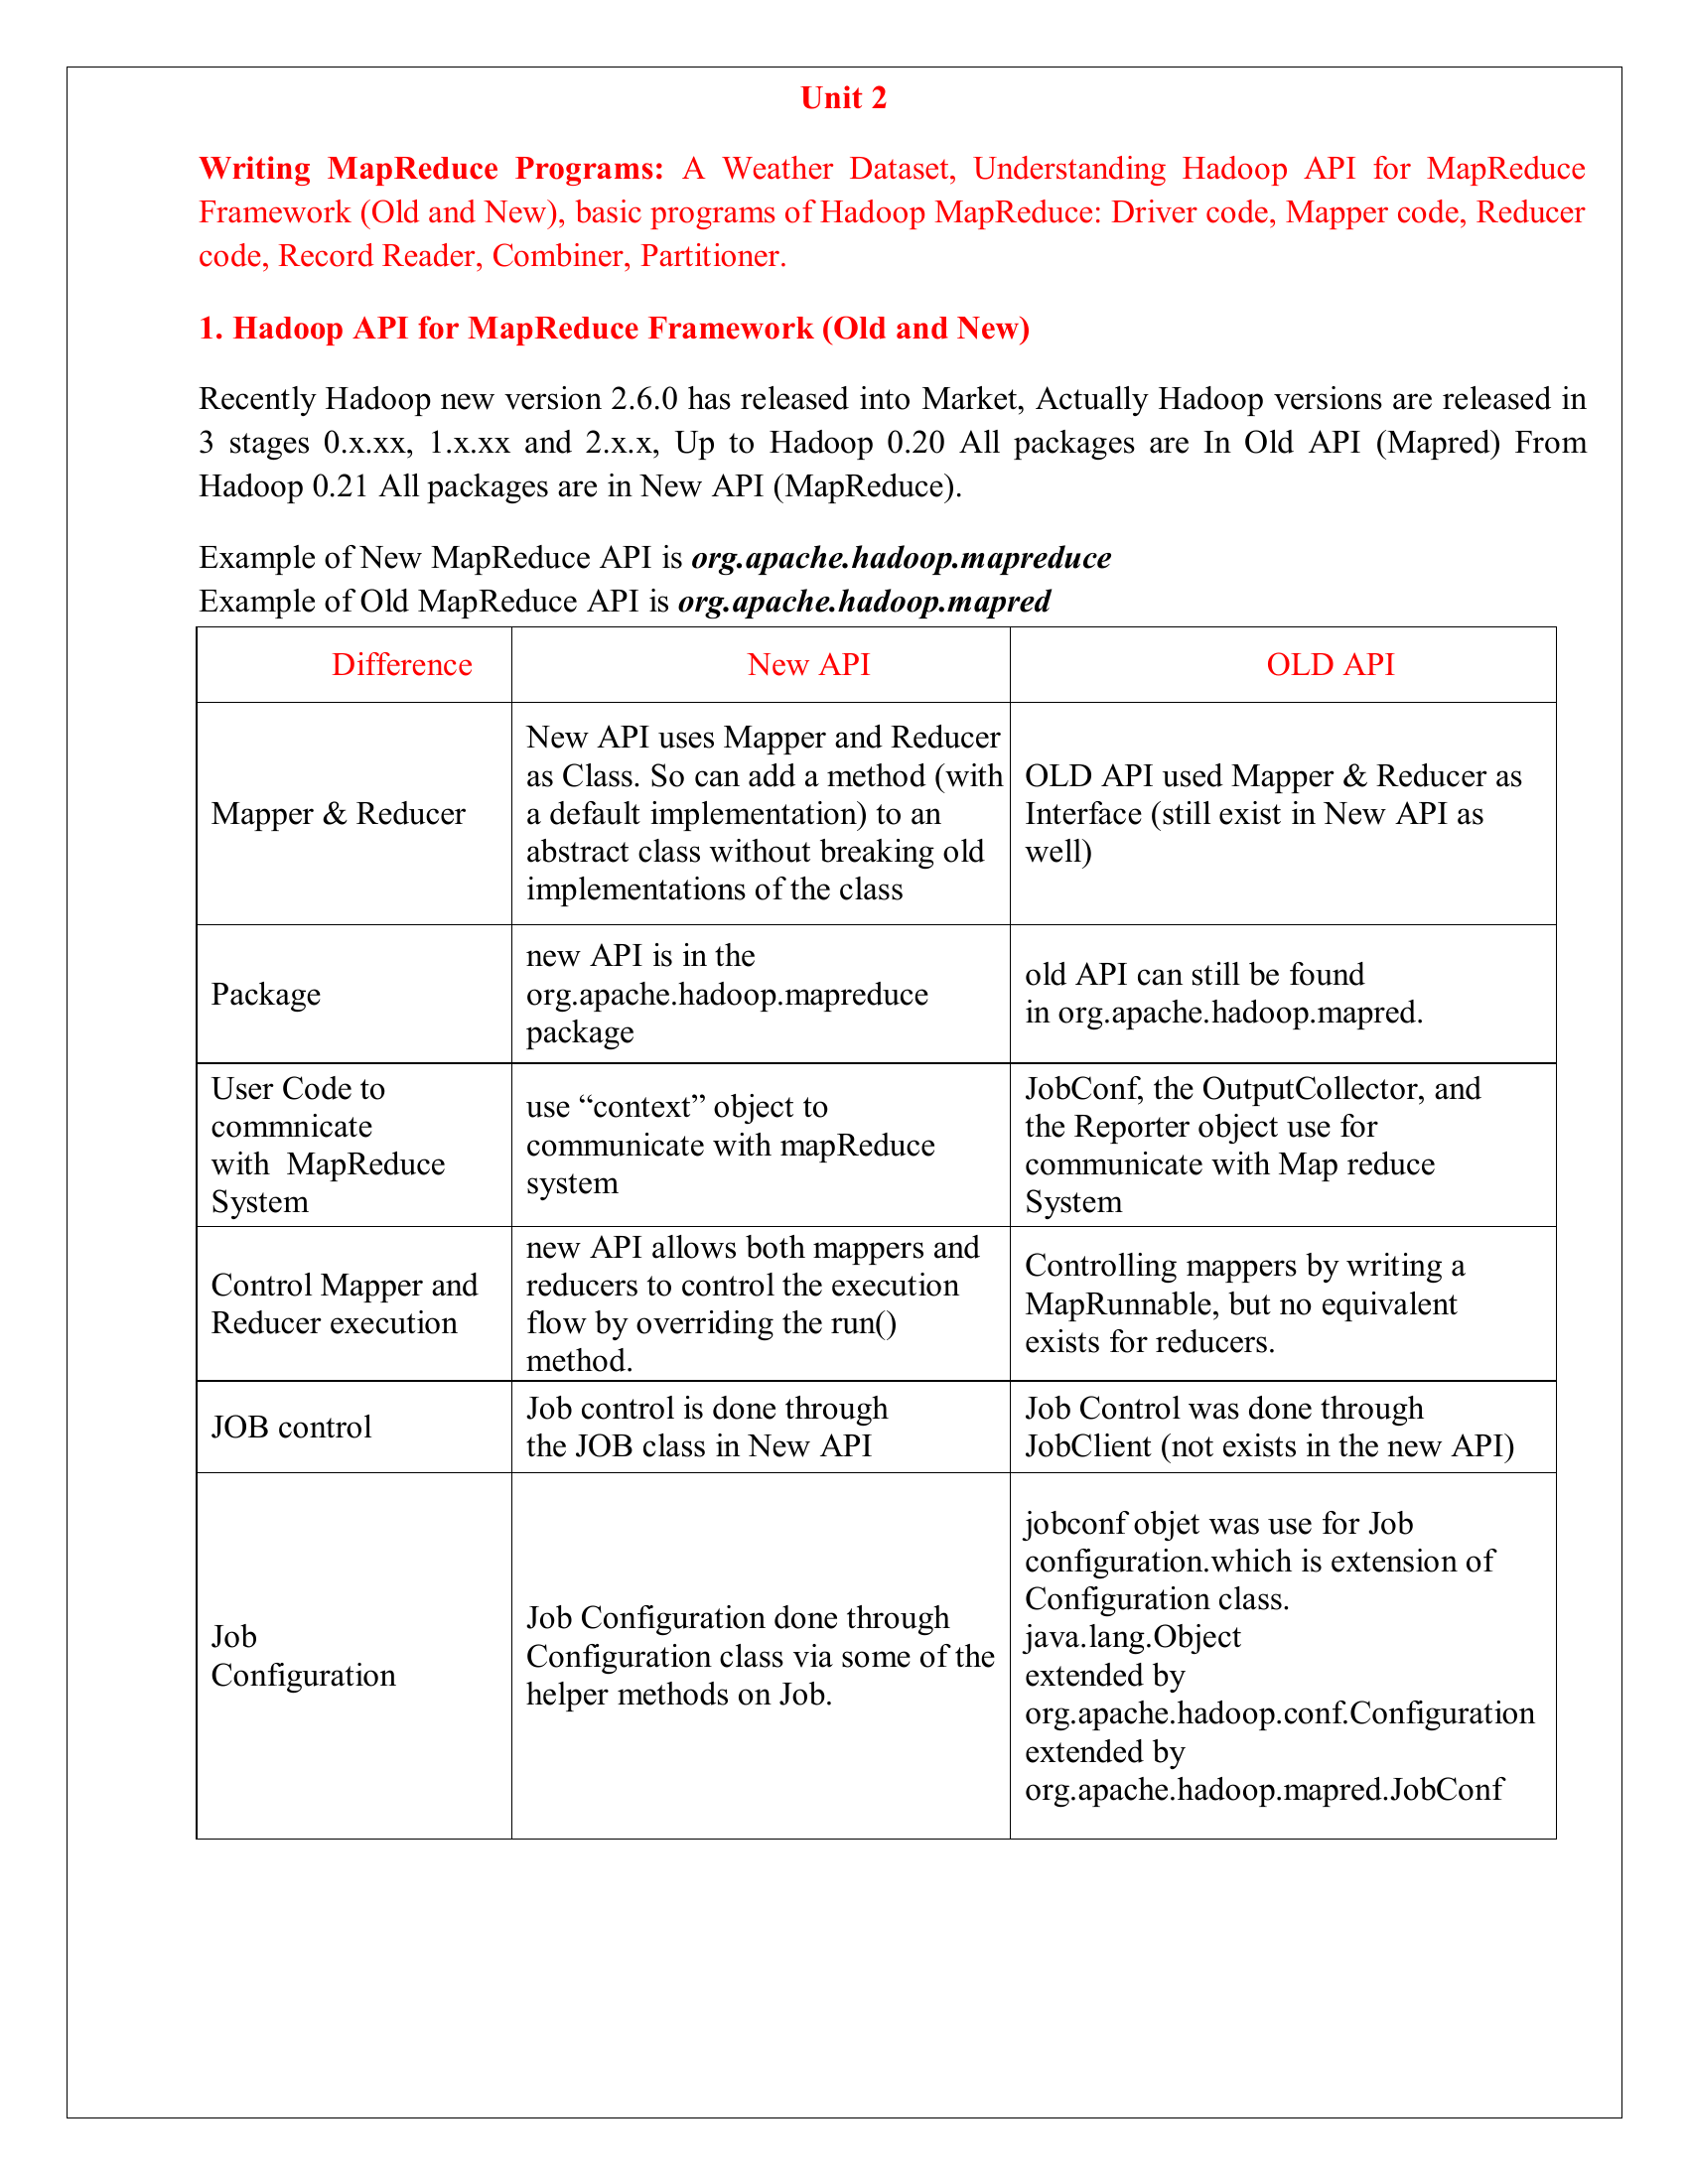 Unit 2
Writing MapReduce Programs: A Weather Dataset, Understanding Hadoop API for MapReduce
Framework (Old and New), basic programs of Hadoop MapReduce: Driver code, Mapper code, Reducer
code, Record Reader, Combiner, Partitioner.
1. Hadoop API for MapReduce Framework (Old and New)
Recently Hadoop new version 2.6.0 has released into Market, Actually Hadoop versions are released in
3 stages 0.x.xx, 1.x.xx and 2.x.x, Up to Hadoop 0.20 All packages are In Old API (Mapred) From
Hadoop 0.21 All packages are in New API (MapReduce).
Example of New MapReduce API is org.apache.hadoop.mapreduce
Example of Old MapReduce API is org.apache.hadoop.mapred
Difference
New API
OLD API
Mapper & Reducer
New API uses Mapper and Reducer
as Class. So can add a method (with
a default implementation) to an
abstract class without breaking old
implementations of the class
OLD API used Mapper & Reducer as
Interface (still exist in New API as
well)
Package
new API is in the
org.apache.hadoop.mapreduce
package
old API can still be found
in org.apache.hadoop.mapred.
User Code to
commnicate
with  MapReduce
System
use “context” object to
communicate with mapReduce
system
JobConf, the OutputCollector, and
the Reporter object use for
communicate with Map reduce
System
Control Mapper and
Reducer execution
new API allows both mappers and
reducers to control the execution
flow by overriding the run()
method.
Controlling mappers by writing a
MapRunnable, but no equivalent
exists for reducers.
JOB control
Job control is done through
the JOB class in New API
Job Control was done through
JobClient (not exists in the new API)
Job
Configuration
Job Configuration done through
Configuration class via some of the
helper methods on Job.
jobconf objet was use for Job
configuration.which is extension of
Configuration class.
java.lang.Object
extended by
org.apache.hadoop.conf.Configuration
extended by
org.apache.hadoop.mapred.JobConf